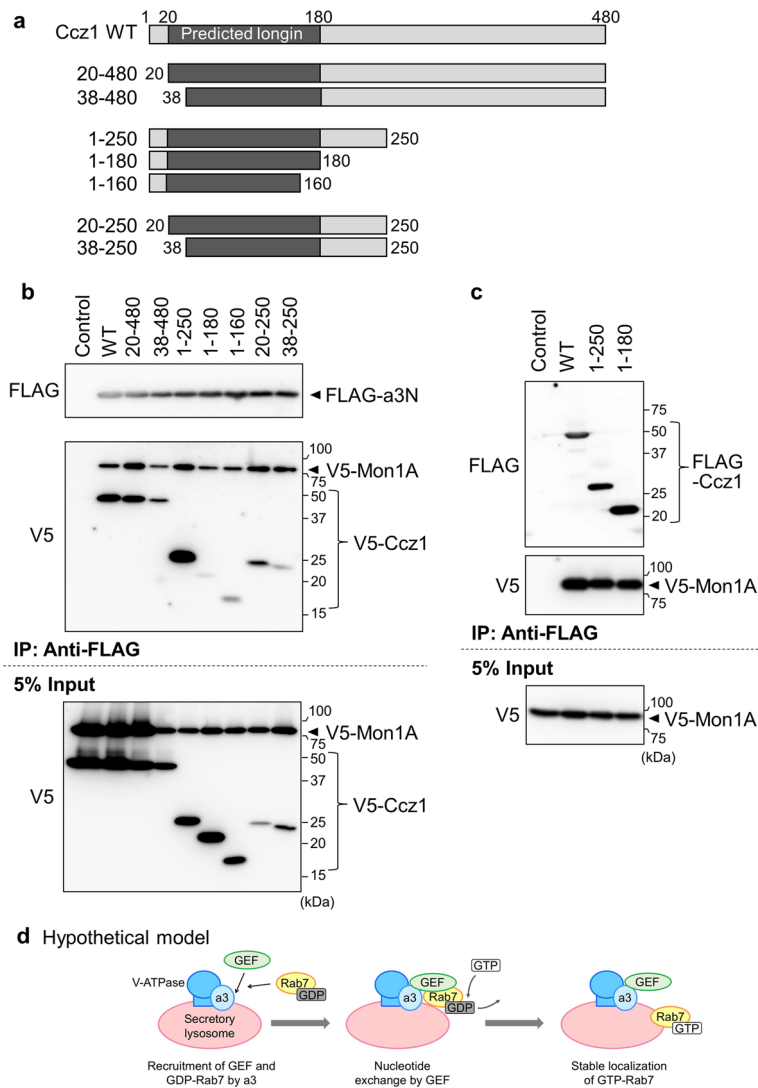 a
1 20 180 480
Ccz1 WT Predicted longin
20-480 20
38-480 38
1-250 250
1-180 180
1-160 160
20-250 20 250
38-250 38 250
b
Control
WT
20-480
38-480
1-250
1-180
1-160
20-250
38-250
FLAG
FLAG-a3N
V5
100
V5-Mon1A
75
50
37
V5-Ccz1
25
20
15
IP: Anti-FLAG
5% Input
V5
100
V5-Mon1A
75
50
37
V5-Ccz1
25
20
15
(kDa)
c
Control
WT
1-250
1-180
FLAG
75
50
37
FLAG
-Ccz1
25
20
V5
100
V5-Mon1A
75
IP: Anti-FLAG
5% Input
V5
100
V5-Mon1A
75
(kDa)
d Hypothetical model
GEF
V-ATPase
a3
Rab7
GDP
Secretory
lysosome
Recruitment of GEF and
GDP-Rab7 by a3
GTP
GEF
a3
Rab7
GDP
Nucleotide
exchange by GEF
GEF
a3
Rab7
GTP
Stable localization
of GTP-Rab7